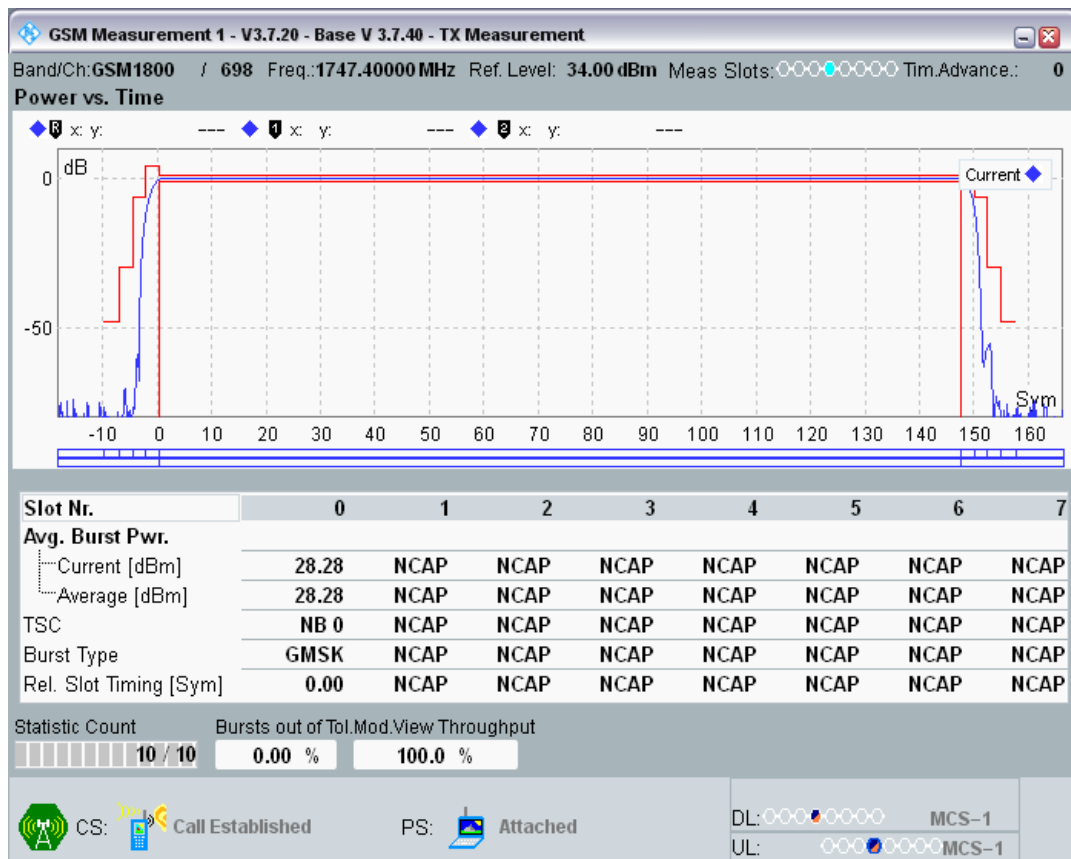 GSM Measurement 1 - V3.7.20 - Base V 3.7.40 - TX Measurement
Band/Ch:GSM1800 / 698 Freq.:1747.40000 MHz Ref. Level: 34.00 dBm Meas Slots: Tim.Advance.: 0
Power vs. Time
R x: y: --- 1 x: y: --- 2 x: y: ---
dB
0
Current
-50
Sym
-10 0 10 20 30 40 50 60 70 80 90 100 110 120 130 140 150 160
Slot Nr. 0 1 2 3 4 5 6 7
Avg. Burst Pwr.
Current [dBm] 28.28 NCAP NCAP NCAP NCAP NCAP NCAP NCAP
Average [dBm] 28.28 NCAP NCAP NCAP NCAP NCAP NCAP NCAP
TSC NB 0 NCAP NCAP NCAP NCAP NCAP NCAP NCAP
Burst Type GMSK NCAP NCAP NCAP NCAP NCAP NCAP NCAP
Rel. Slot Timing [Sym] 0.00 NCAP NCAP NCAP NCAP NCAP NCAP NCAP
Statistic Count Bursts out of Tol.Mod.View Throughput
10 / 10 0.00 % 100.0 %
CS: Call Established PS: Attached
DL: MCS-1
UL: MCS-1